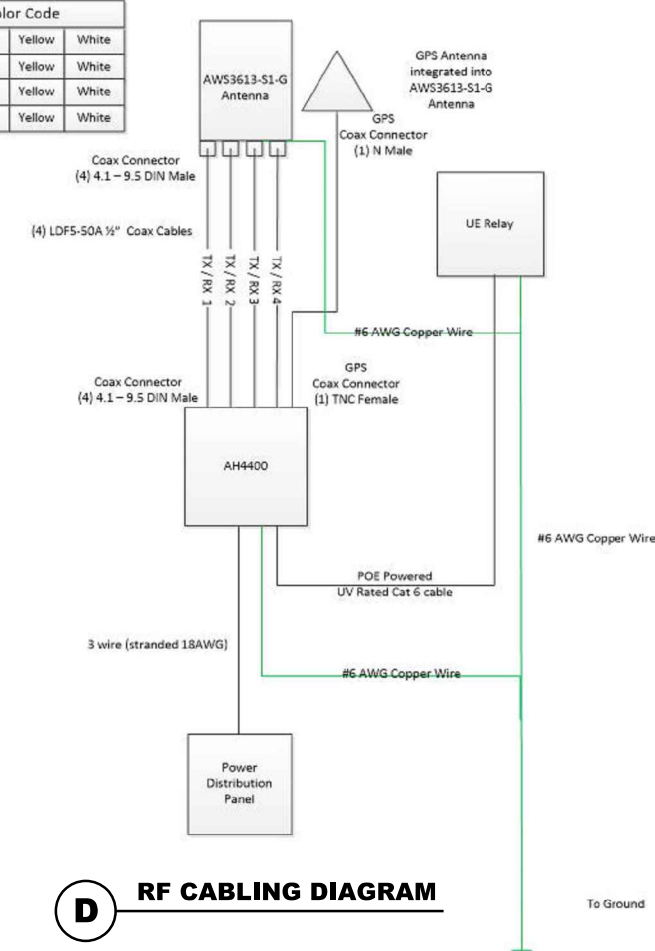 olor Code
Yellow White
Yellow White
Yellow White
Yellow White
AWS3613-S1-G
Antenna
GPS Antenna
integrated into
AWS3613-S1-G
Antenna
GPS
Coax Connector
(1) N Male
Coax Connector
(4) 4.1 – 9.5 DIN Male
UE Relay
(4) LDF5-50A ½" Coax Cables
TX / RX 1
TX / RX 2
TX / RX 3
TX / RX 4
#6 AWG Copper Wire
GPS
Coax Connector
(1) TNC Female
Coax Connector
(4) 4.1 – 9.5 DIN Male
AH4400
#6 AWG Copper Wire
POE Powered
UV Rated Cat 6 cable
3 wire (stranded 18AWG)
#6 AWG Copper Wire
Power
Distribution
Panel
D RF CABLING DIAGRAM
To Ground